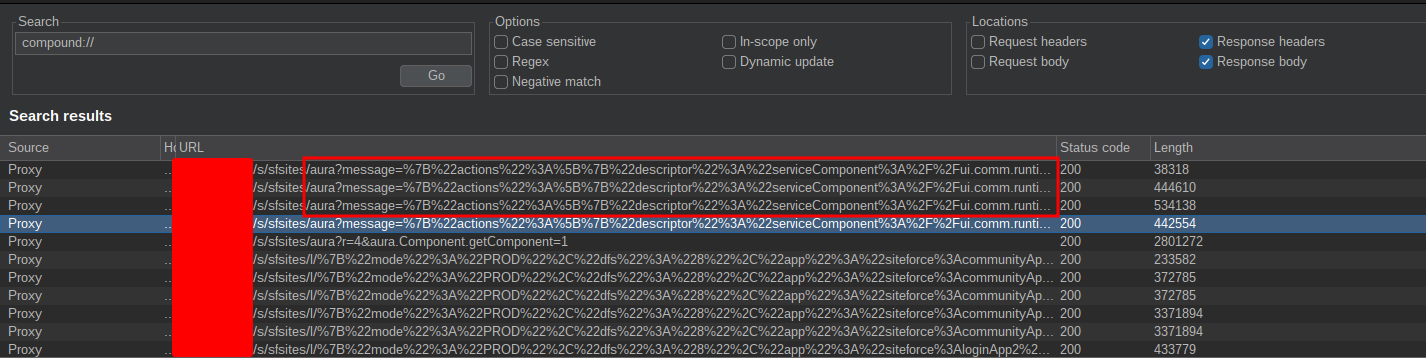 Search Options Locations
compound:// Case sensitive In-scope only Request headers Response headers
Regex Dynamic update Request body Response body
Go Negative match
Search results
Source Ho URL Status code Length
Proxy ... /s/sfsites/aura?message=%7B%22actions%22%3A%5B%7B%22descriptor%22%3A%22serviceComponent%3A%2F%2Fui.comm.runti... 200 38318
Proxy ... /s/sfsites/aura?message=%7B%22actions%22%3A%5B%7B%22descriptor%22%3A%22serviceComponent%3A%2F%2Fui.comm.runti... 200 444610
Proxy ... /s/sfsites/aura?message=%7B%22actions%22%3A%5B%7B%22descriptor%22%3A%22serviceComponent%3A%2F%2Fui.comm.runti... 200 534138
Proxy ... /s/sfsites/aura?message=%7B%22actions%22%3A%5B%7B%22descriptor%22%3A%22serviceComponent%3A%2F%2Fui.comm.runti... 200 442554
Proxy ... /s/sfsites/aura?r=4&aura.Component.getComponent=1 200 2801272
Proxy ... /s/sfsites/l/%7B%22mode%22%3A%22PROD%22%2C%22dfs%22%3A%228%22%2C%22app%22%3A%22siteforce%3AcommunityAp... 200 233582
Proxy ... /s/sfsites/l/%7B%22mode%22%3A%22PROD%22%2C%22dfs%22%3A%228%22%2C%22app%22%3A%22siteforce%3AcommunityAp... 200 372785
Proxy ... /s/sfsites/l/%7B%22mode%22%3A%22PROD%22%2C%22dfs%22%3A%228%22%2C%22app%22%3A%22siteforce%3AcommunityAp... 200 372785
Proxy ... /s/sfsites/l/%7B%22mode%22%3A%22PROD%22%2C%22dfs%22%3A%228%22%2C%22app%22%3A%22siteforce%3AcommunityAp... 200 3371894
Proxy ... /s/sfsites/l/%7B%22mode%22%3A%22PROD%22%2C%22dfs%22%3A%228%22%2C%22app%22%3A%22siteforce%3AcommunityAp... 200 3371894
Proxy ... /s/sfsites/l/%7B%22mode%22%3A%22PROD%22%2C%22dfs%22%3A%228%22%2C%22app%22%3A%22siteforce%3AloginApp2%2... 200 433779